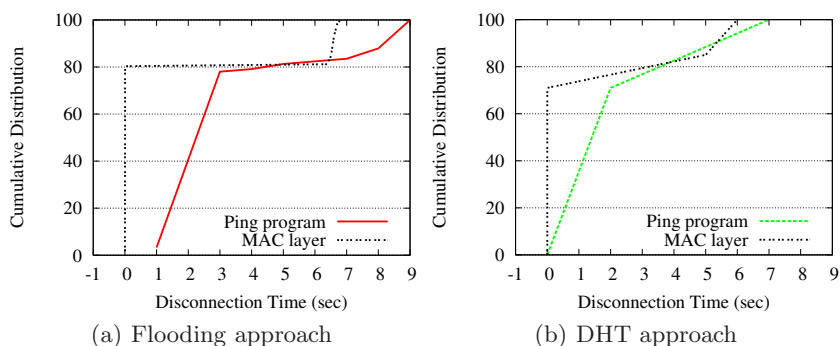 Cumulative Distribution
100
80
60
40
20
0
Ping program
MAC layer
-1 0 1 2 3 4 5 6 7 8 9
Disconnection Time (sec)
(a) Flooding approach
Cumulative Distribution
100
80
60
40
20
0
Ping program
MAC layer
-1 0 1 2 3 4 5 6 7 8 9
Disconnection Time (sec)
(b) DHT approach